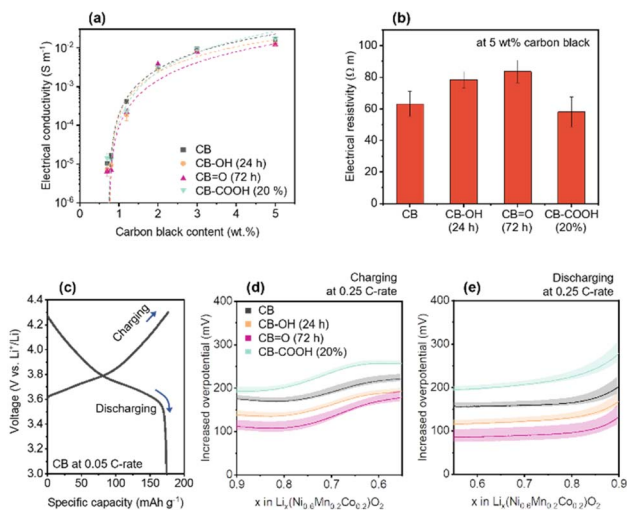 (a)
Electrical conductivity (S m⁻¹)
10⁻²
10⁻³
10⁻⁴
10⁻⁵
10⁻⁶
CB
CB-OH (24 h)
CB=O (72 h)
CB-COOH (20 %)
0 1 2 3 4 5
Carbon black content (wt.%)
(b)
at 5 wt% carbon black
Electrical resistivity (Ω m)
120
100
80
60
40
20
0
CB CB-OH CB=O CB-COOH
(24 h) (72 h) (20%)
(c)
Voltage (V vs. Li⁺/Li)
4.4
4.2
4.0
3.8
3.6
3.4
3.2
3.0
Charging
Discharging
CB at 0.05 C-rate
0 50 100 150 200
Specific capacity (mAh g⁻¹)
(d)
Charging
at 0.25 C-rate
Increased overpotential (mV)
400
300
200
100
0
CB
CB-OH (24 h)
CB=O (72 h)
CB-COOH (20%)
0.9 0.8 0.7 0.6
x in Liₓ(Ni₀.₆Mn₀.₂Co₀.₂)O₂
(e)
Discharging
at 0.25 C-rate
Increased overpotential (mV)
400
300
200
100
0
0.6 0.7 0.8 0.9
x in Liₓ(Ni₀.₆Mn₀.₂Co₀.₂)O₂